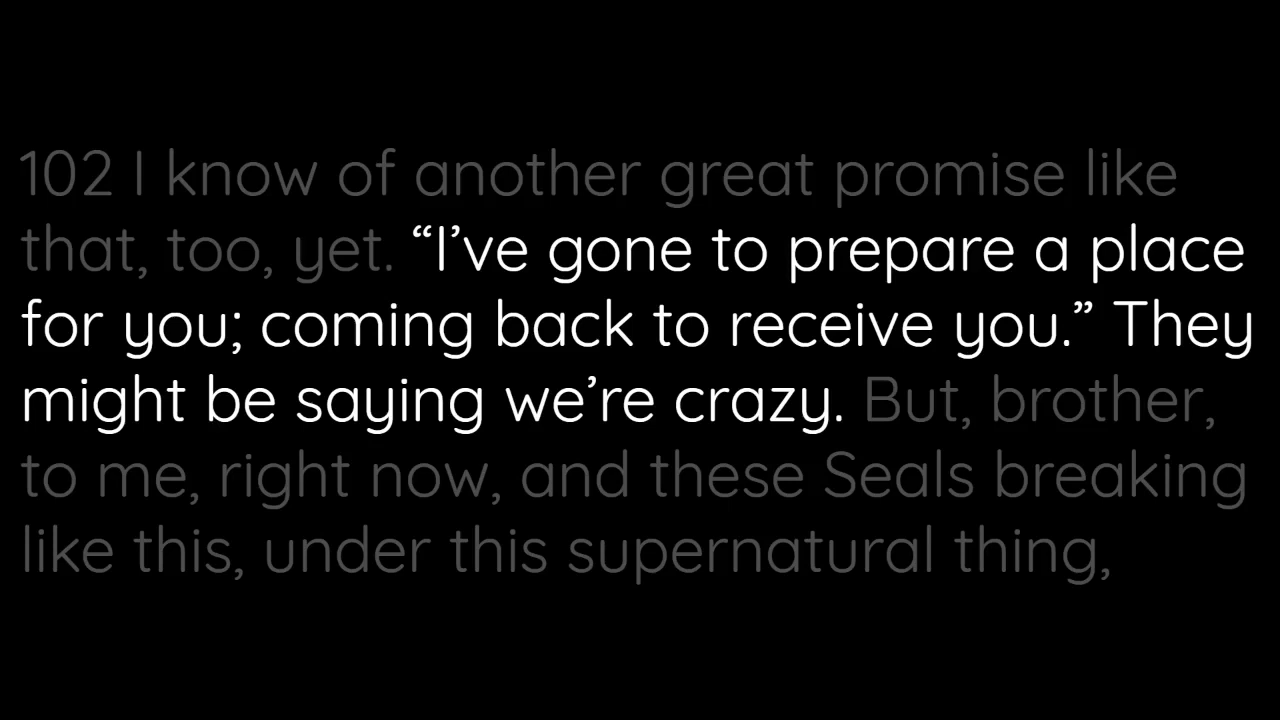 102 I know of another great promise like
that, too, yet. “I’ve gone to prepare a place
for you; coming back to receive you.” They
might be saying we’re crazy. But, brother,
to me, right now, and these Seals breaking
like this, under this supernatural thing,